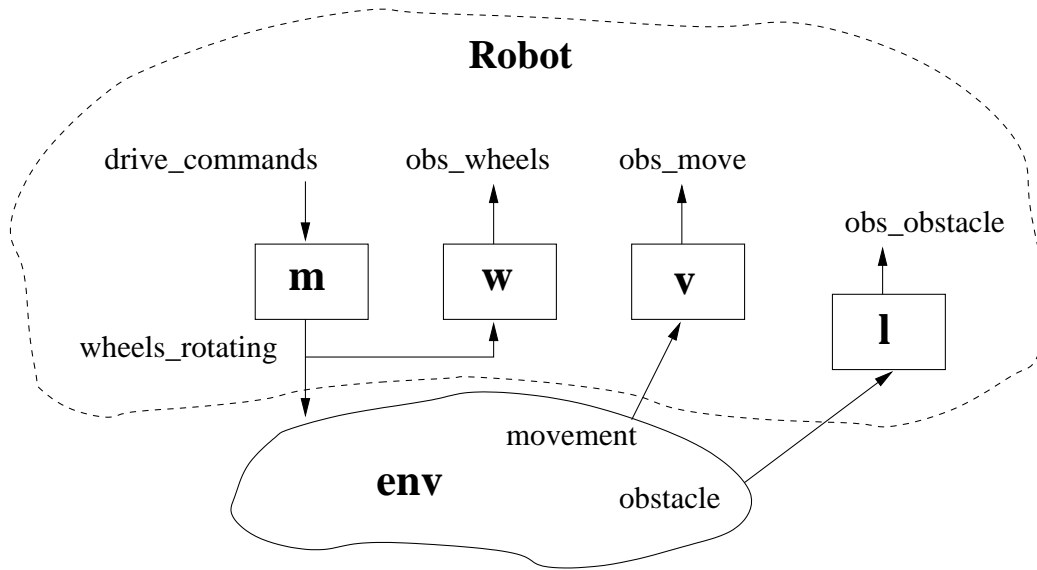 Robot
drive_commands
obs_wheels
obs_move
obs_obstacle
m
w
v
l
wheels_rotating
movement
env
obstacle